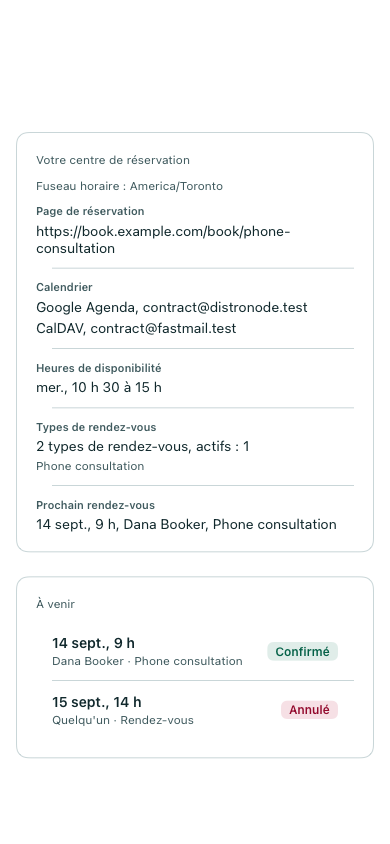 Votre centre de réservation
Fuseau horaire : America/Toronto
Page de réservation
https://book.example.com/book/phone-
consultation
Calendrier
Google Agenda, contract@distronode.test
CalDAV, contract@fastmail.test
Heures de disponibilité
mer., 10 h 30 à 15 h
Types de rendez-vous
2 types de rendez-vous, actifs : 1
Phone consultation
Prochain rendez-vous
14 sept., 9 h, Dana Booker, Phone consultation
À venir
14 sept., 9 h
Dana Booker · Phone consultation
Confirmé
15 sept., 14 h
Quelqu'un · Rendez-vous
Annulé